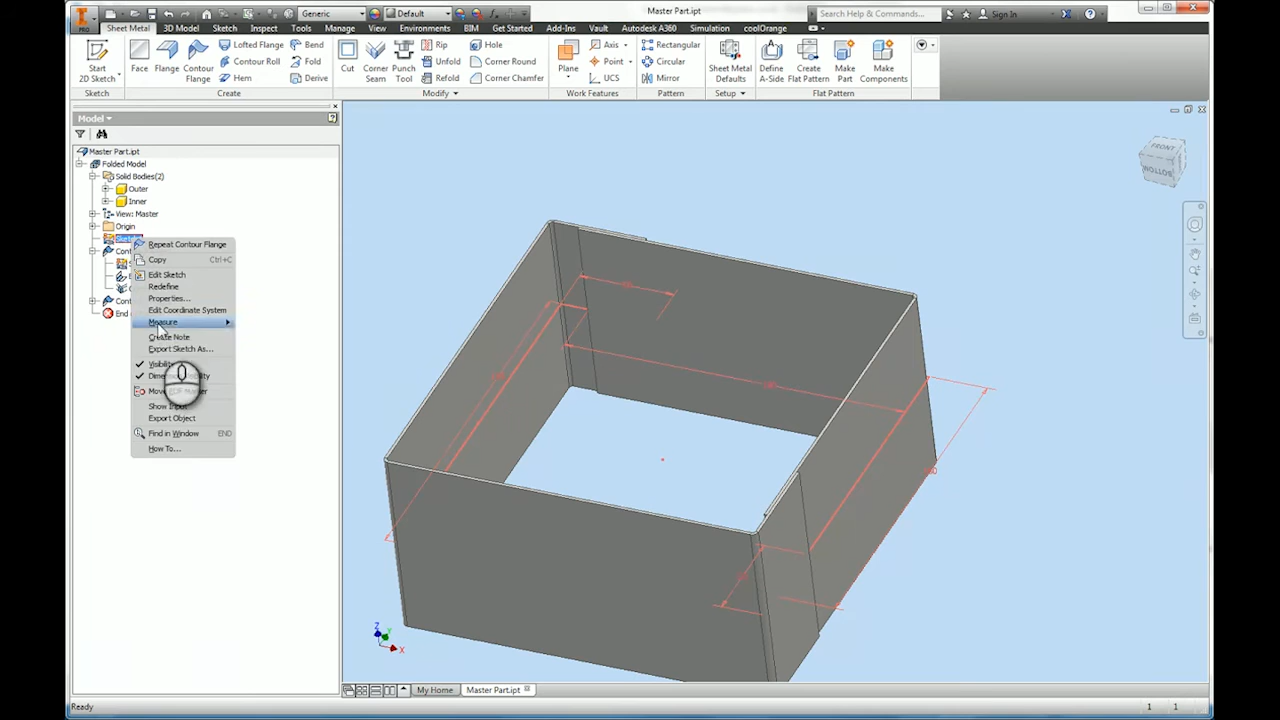 PRO
Generic
Default
Master Part.ipt
Search Help & Commands...
Sign In
Sheet Metal
3D Model
Sketch
Inspect
Tools
Manage
View
Environments
BIM
Get Started
Add-Ins
Vault
Autodesk A360
Simulation
coolOrange
Start
2D Sketch
Face
Flange
Contour
Flange
Lofted Flange
Contour Roll
Hem
Bend
Fold
Derive
Cut
Corner
Seam
Punch
Tool
Rip
Unfold
Refold
Hole
Corner Round
Corner Chamfer
Plane
Axis
Point
UCS
Rectangular
Circular
Mirror
Sheet Metal
Defaults
Define
A-Side
Create
Flat Pattern
Make
Part
Make
Components
Sketch
Create
Modify
Work Features
Pattern
Setup
Flat Pattern
Model
Master Part.ipt
Folded Model
Solid Bodies(2)
Outer
Inner
View: Master
Origin
Repeat Contour Flange
Copy Ctrl+C
Edit Sketch
Redefine
Properties...
Edit Coordinate System
Measure
Create Note
Export Sketch As...
Export Object
Find in Window END
How To...
FRONT
BOTTOM
Z
Y
X
My Home
Master Part.ipt
Ready
1 1